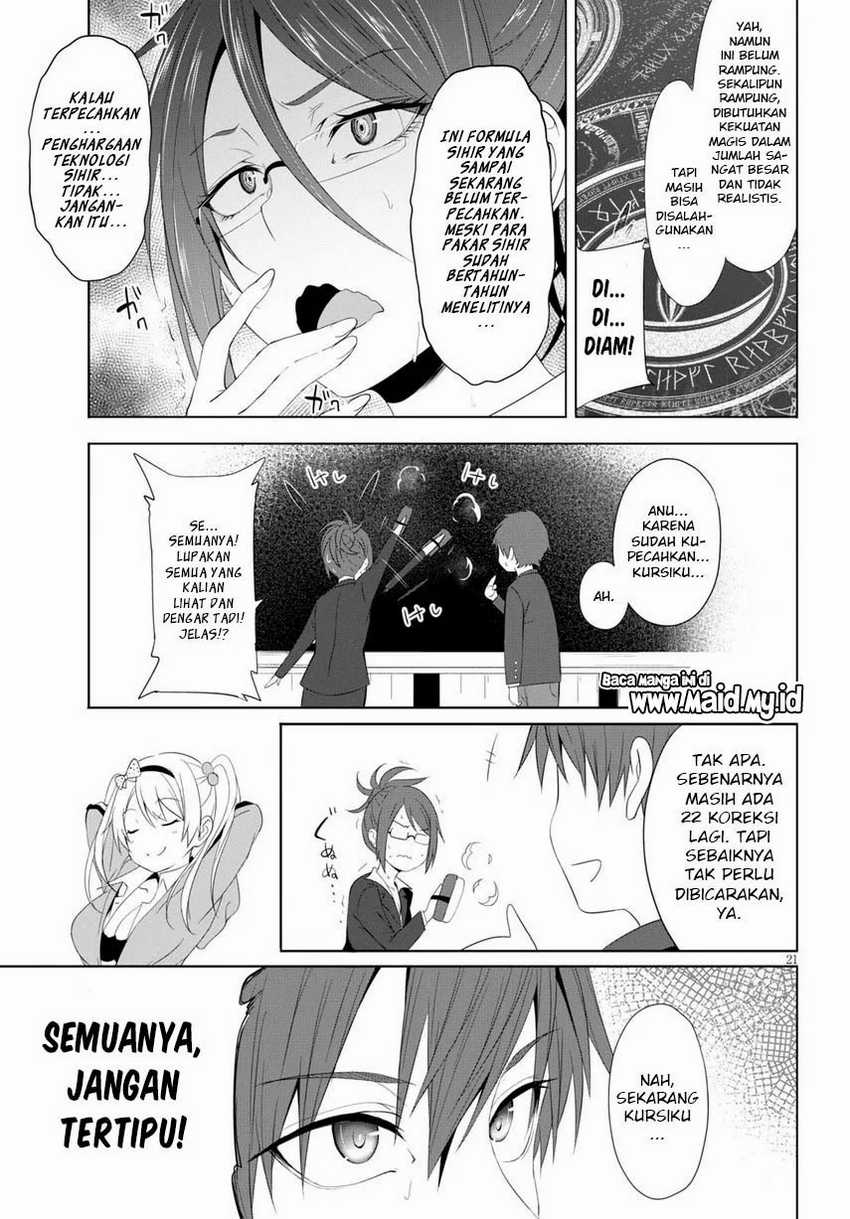 YAH,
NAMUN
INI BELUM
RAMPUNG.
SEKALIPUN
RAMPUNG,
DIBUTUHKAN
KEKUATAN
MAGIS DALAM
JUMLAH SA-
NGAT BESAR
DAN TIDAK
REALISTIS.
TAPI
MASIH
BISA
DISALAH-
GUNAKAN
...
DI...
DI...
DIAM!
INI FORMULA
SIHIR YANG
SAMPAI
SEKARANG
BELUM TER-
PECAHKAN.
MESKI PARA
PAKAR SIHIR
SUDAH
BERTAHUN-
TAHUN
MENELITINYA
...
KALAU
TERPECAHKAN
...
PENGHARGAAN
TEKNOLOGI
SIHIR...
TIDAK...
JANGAN-
KAN ITU...
ANU...
KARENA
SUDAH KU-
PECAHKAN,
KURSIKU...
AH.
SE...
SEMUANYA!
LUPAKAN
SEMUA YANG
KALIAN
LIHAT DAN
DENGAR TADI!
JELAS!?
Baca Manga ini di
www.Maid.My.id
TAK APA.
SEBENARNYA
MASIH ADA
22 KOREKSI
LAGI. TAPI
SEBAIKNYA
TAK PERLU
DIBICARAKAN,
YA.
21
NAH,
SEKARANG
KURSIKU
...
SEMUANYA,
JANGAN
TERTIPU!